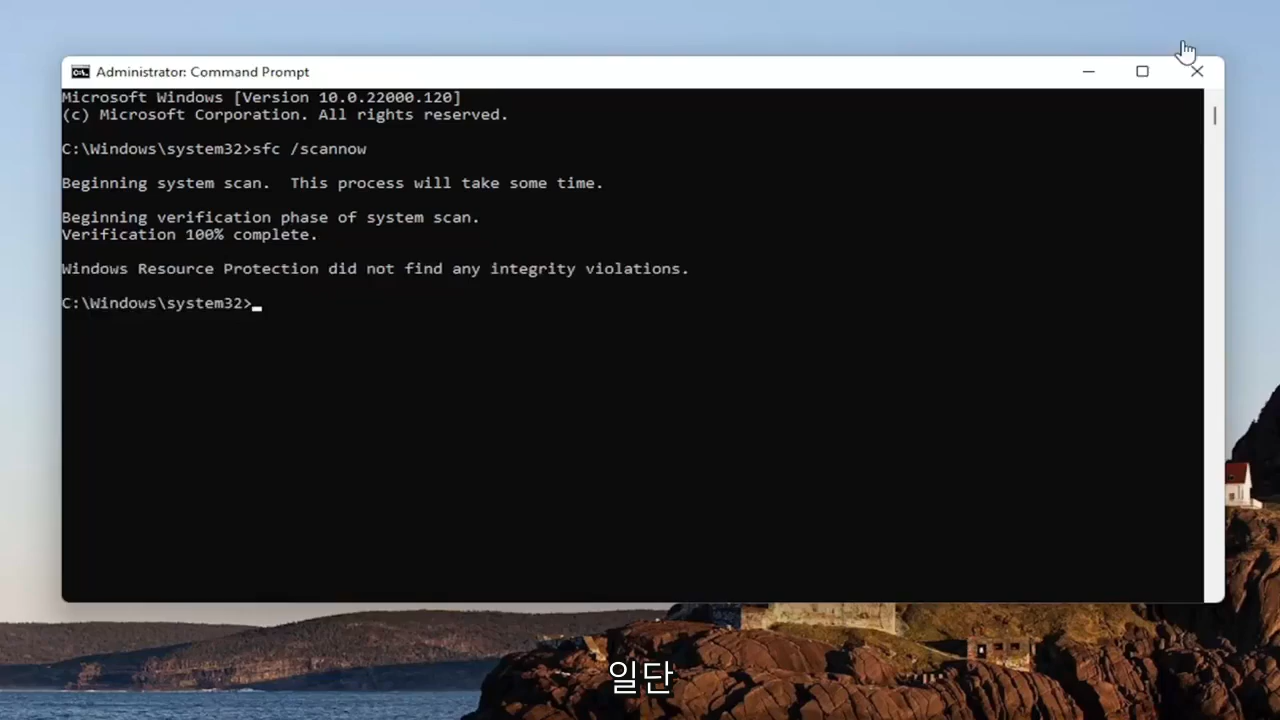 Administrator: Command Prompt
Microsoft Windows [Version 10.0.22000.120]
(c) Microsoft Corporation. All rights reserved.
C:\Windows\system32>sfc /scannow
Beginning system scan.  This process will take some time.
Beginning verification phase of system scan.
Verification 100% complete.
Windows Resource Protection did not find any integrity violations.
C:\Windows\system32>
일단